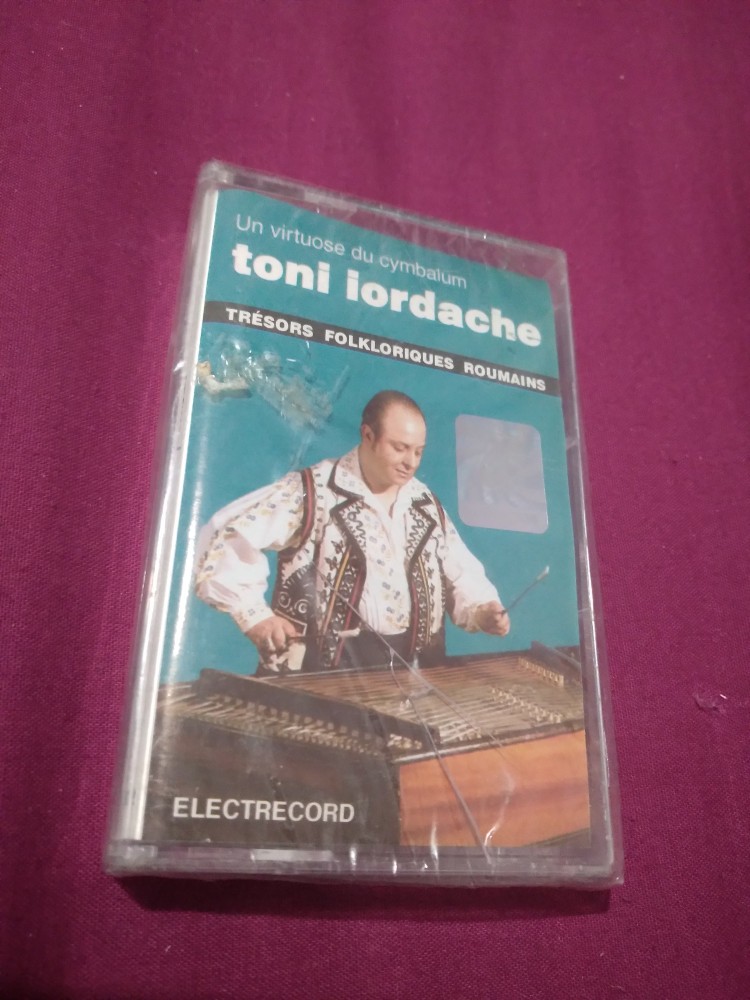 Un virtuose du cymbalum
toni iordache
TRÉSORS FOLKLORIQUES ROUMAINS
ELECTRECORD